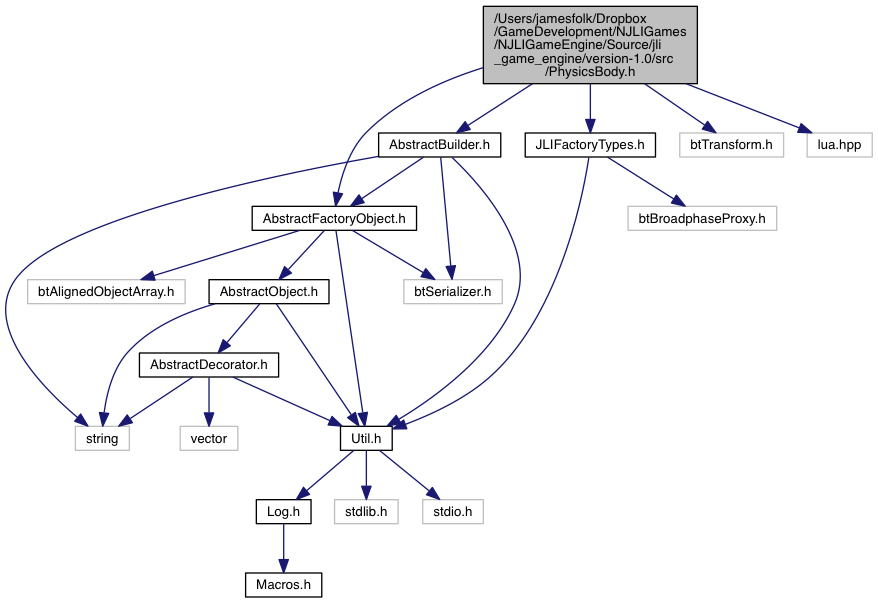 /Users/jamesfolk/Dropbox
/GameDevelopment/NJLIGames
/NJLIGameEngine/Source/jli
_game_engine/version-1.0/src
/PhysicsBody.h
AbstractBuilder.h
JLIFactoryTypes.h
btTransform.h
lua.hpp
AbstractFactoryObject.h
btBroadphaseProxy.h
btAlignedObjectArray.h
AbstractObject.h
btSerializer.h
AbstractDecorator.h
string
vector
Util.h
Log.h
stdlib.h
stdio.h
Macros.h